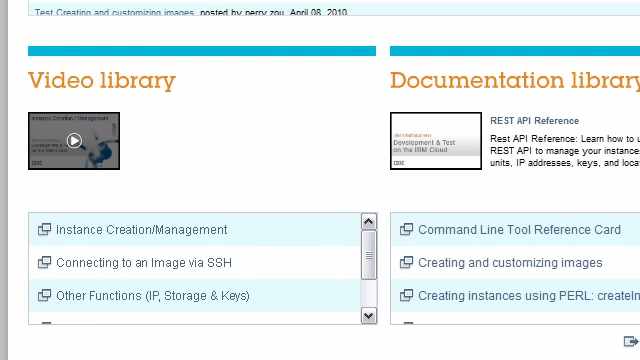 Test Creating and customizing images, posted by perry zou, April 08, 2010
Video library
Documentation library
Instance Creation / Management
IBM
Development & Test
on the IBM Cloud
IBM
REST API Reference
Rest API Reference: Learn how to u
REST API to manage your instances
units, IP addresses, keys, and loca
Instance Creation/Management
Connecting to an Image via SSH
Other Functions (IP, Storage & Keys)
Command Line Tool Reference Card
Creating and customizing images
Creating instances using PERL: createIn